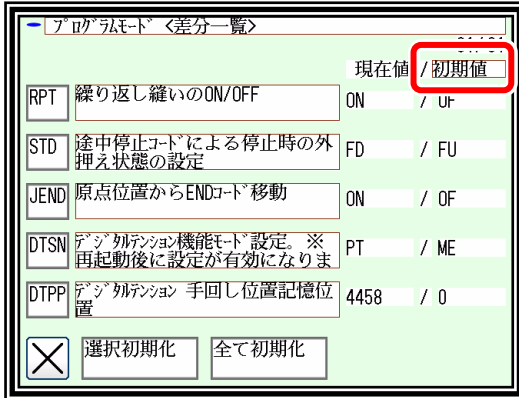 ﾌﾟﾛｸﾞﾗﾑﾓｰﾄﾞ <差分一覧>
01/01
現在値 / 初期値
RPT 繰り返し縫いのON/OFF ON / OF
STD 途中停止ｺｰﾄﾞによる停止時の外
押え状態の設定 FD / FU
JEND 原点位置からENDｺｰﾄﾞ移動 ON / OF
DTSN ﾃﾞｼﾞﾀﾙﾃﾝｼｮﾝ機能ﾓｰﾄﾞ設定。※
再起動後に設定が有効になりま PT / ME
DTPP ﾃﾞｼﾞﾀﾙﾃﾝｼｮﾝ 手回し位置記憶位
置 4458 / 0
選択初期化 全て初期化